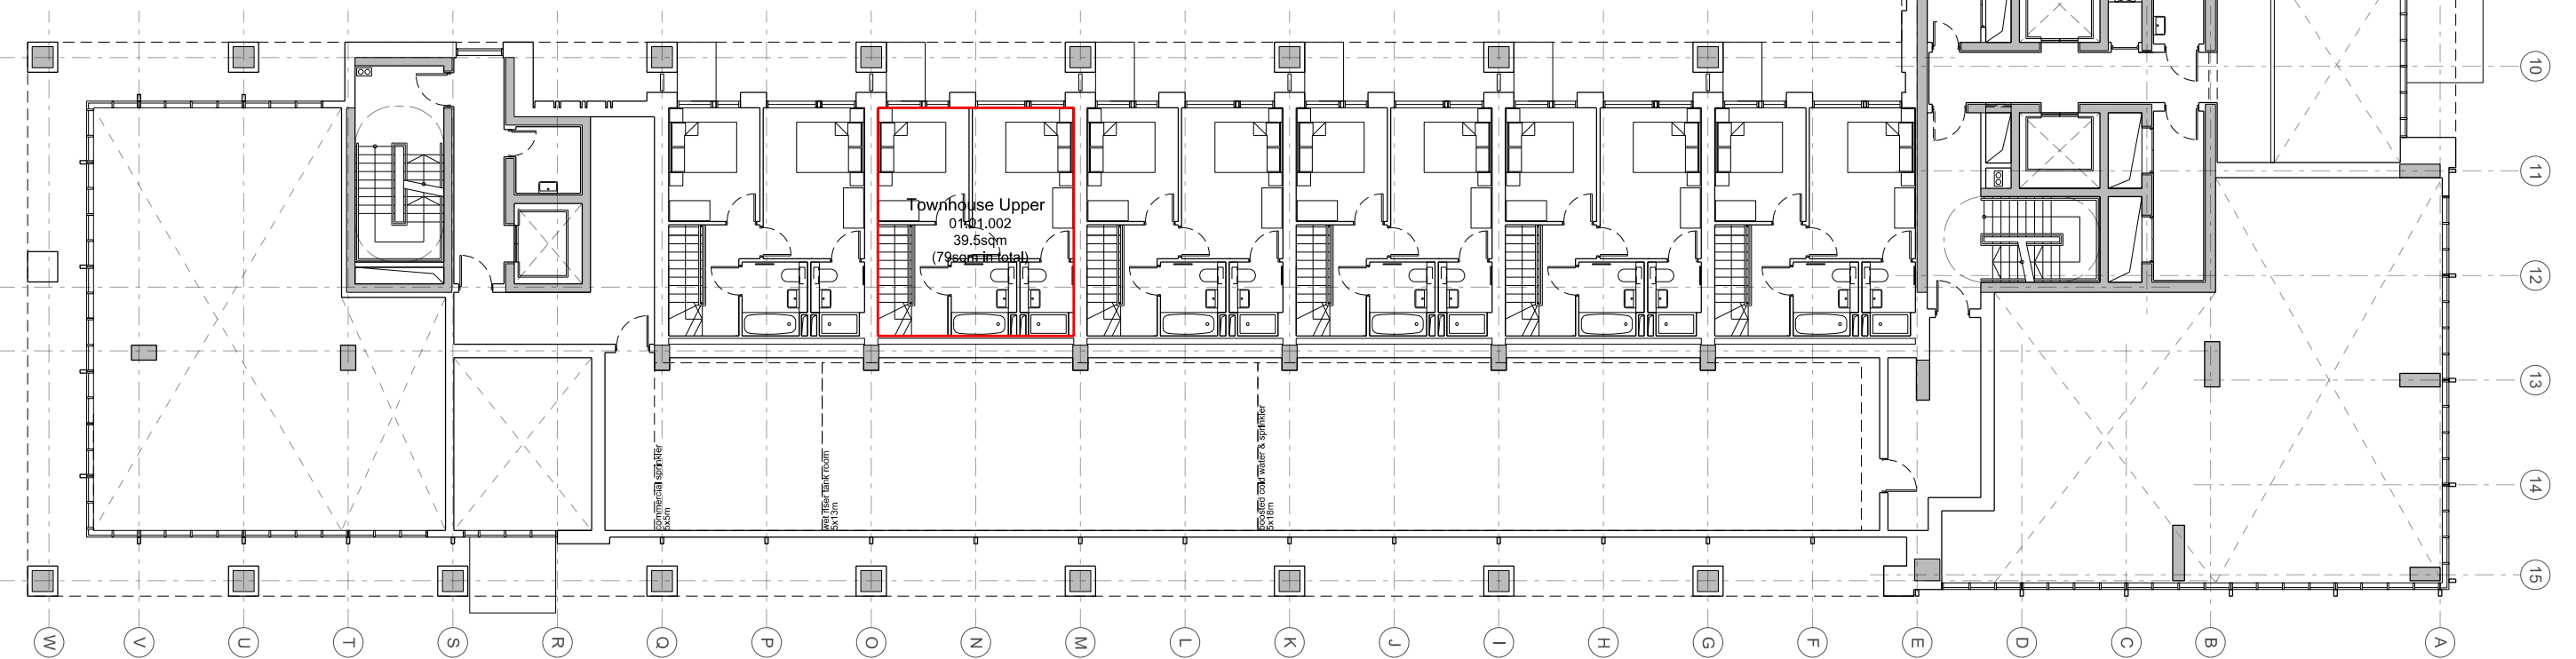 10
11
Townhouse Upper
01.01.002
39.5sqm
(79sqm in total)
12
13
commercial sprinkler
5x5m
wet riser tank room
5x13m
boosted cold water & sprinkler
5x18m
14
15
W
V
U
T
S
R
Q
P
O
N
M
L
K
J
I
H
G
F
E
D
C
B
A